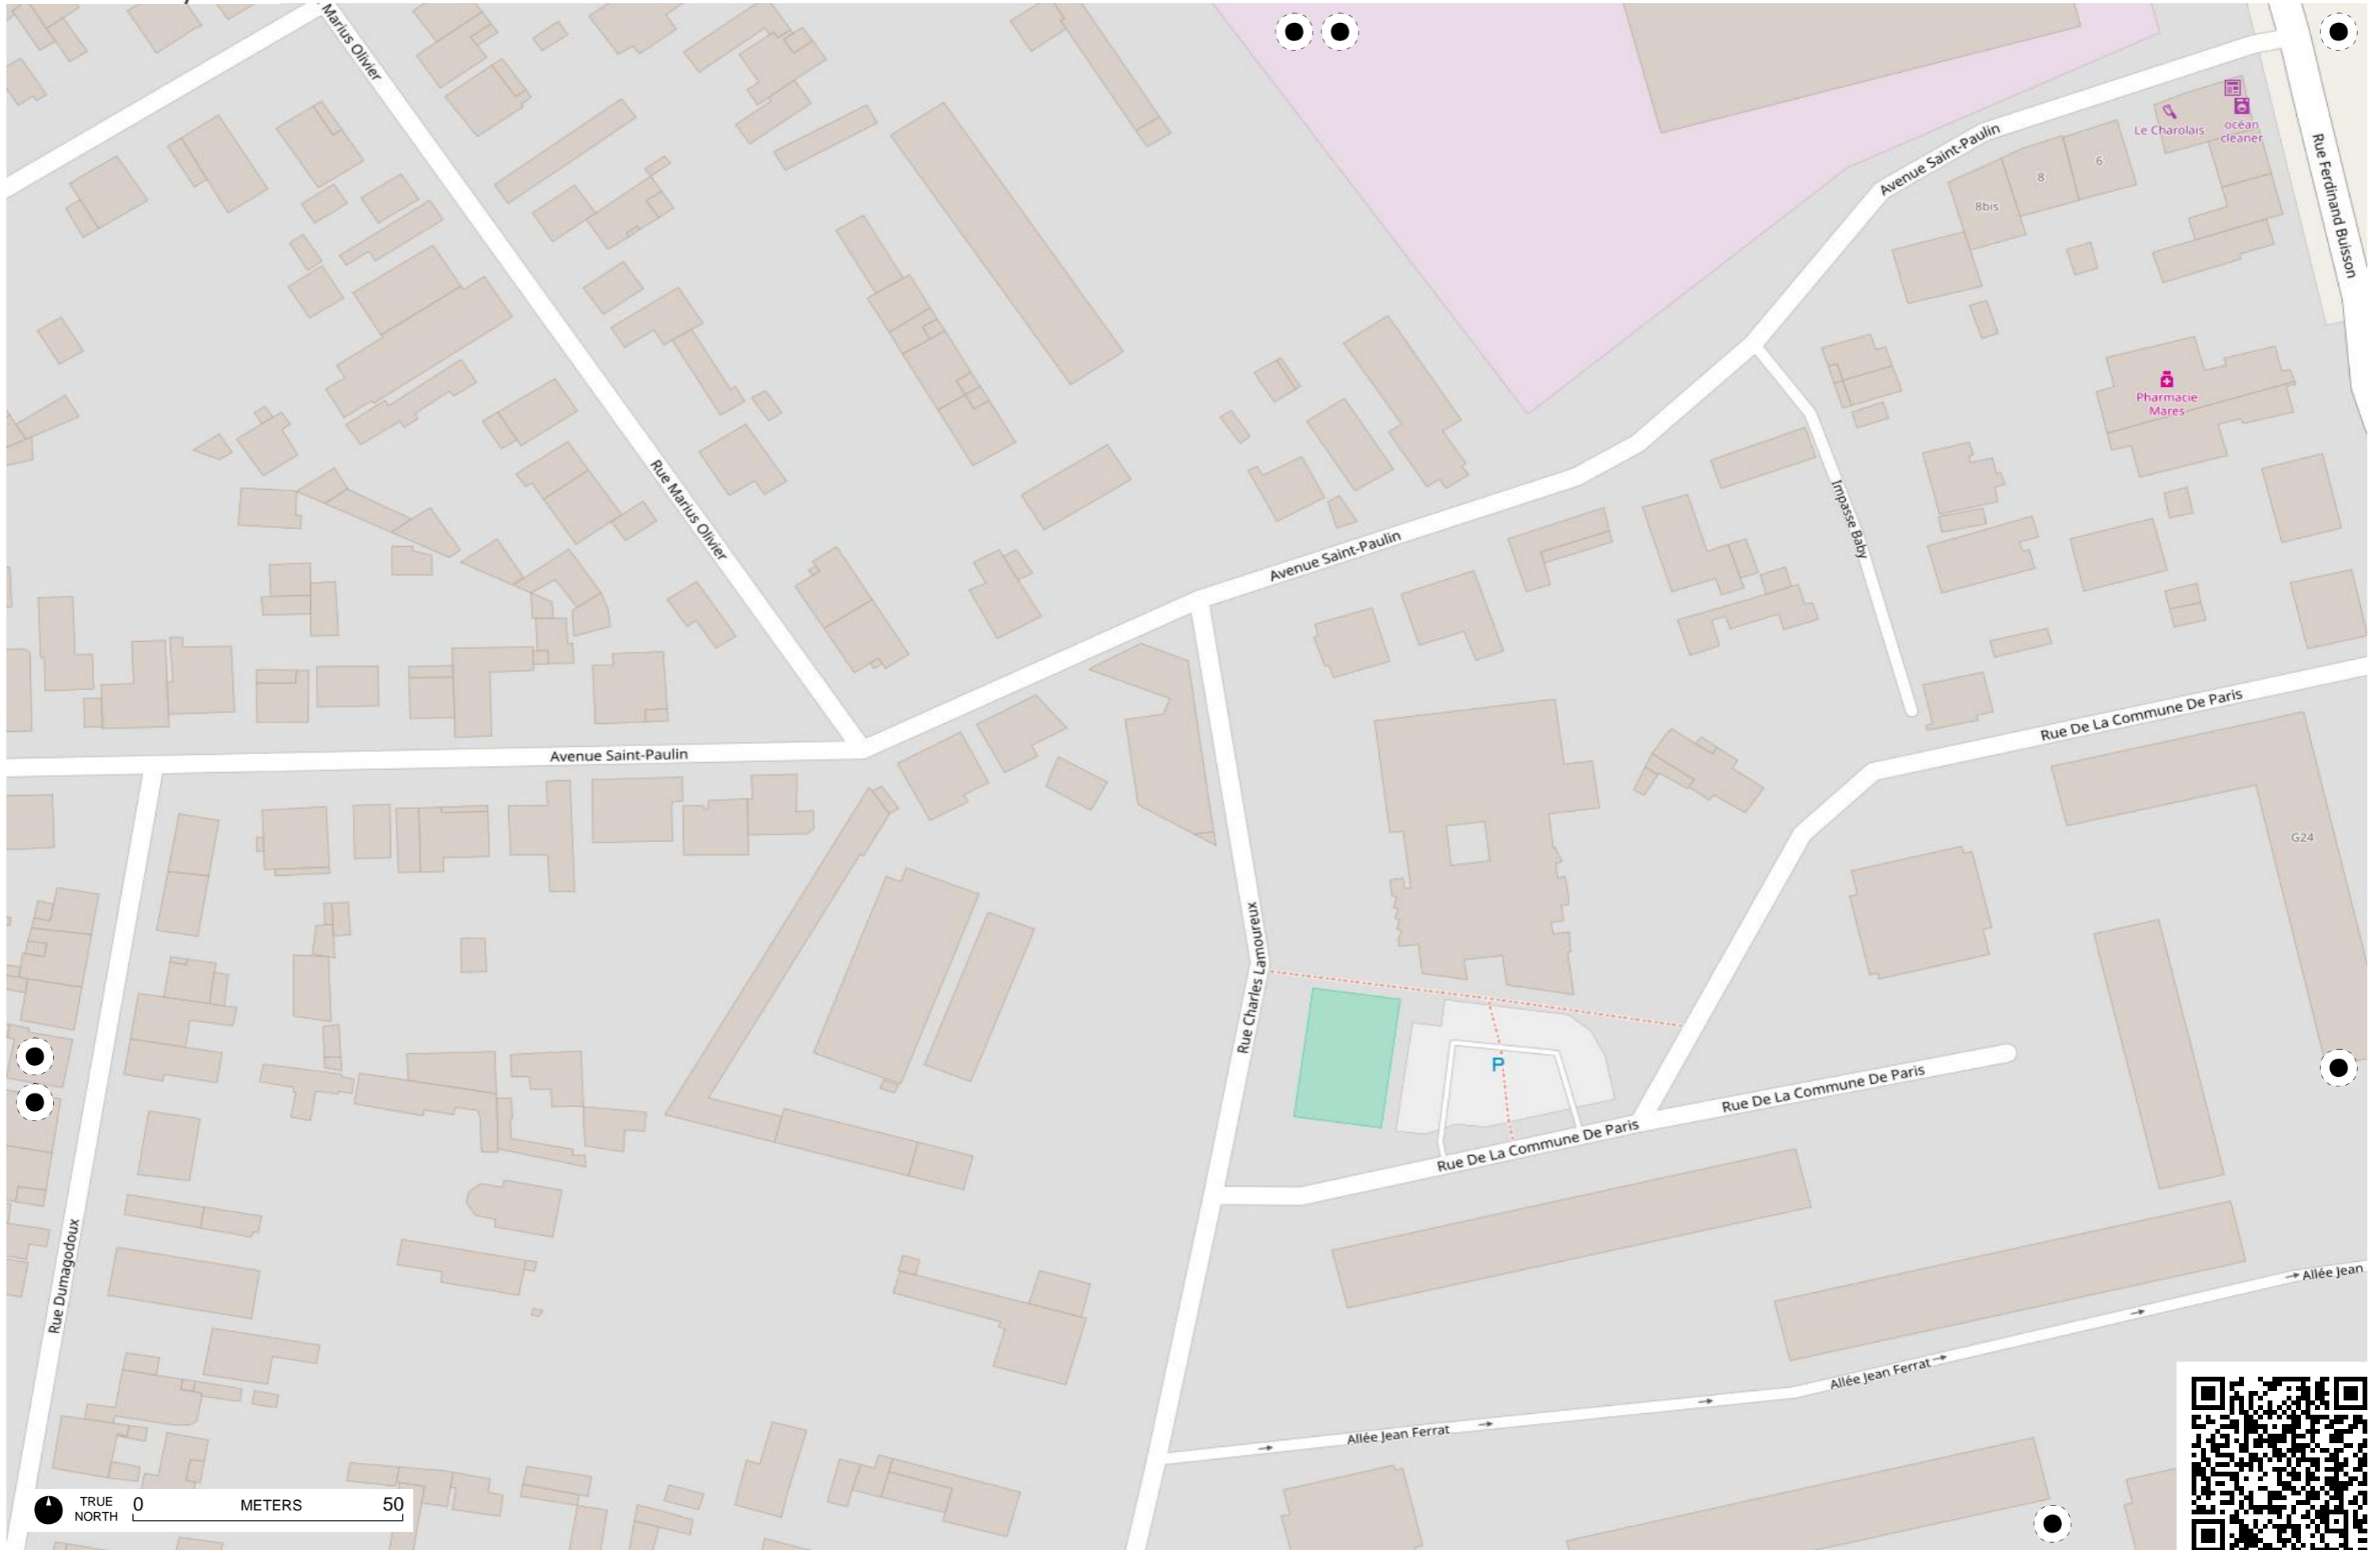 Marius Olivier
Avenue Saint-Paulin
Le Charolais
océan
cleaner
6
8
8bis
Rue Ferdinand Buisson
Pharmacie
Mares
Rue Marius Olivier
Impasse Baby
Avenue Saint-Paulin
Rue De La Commune De Paris
Avenue Saint-Paulin
G24
Rue Charles Lamoureux
Rue Charles Lamoureux
P
Rue De La Commune De Paris
Rue De La Commune De Paris
Rue Dumagodoux
Allée Jean
Allée Jean Ferrat
Allée Jean Ferrat
TRUE
NORTH
0 METERS 50